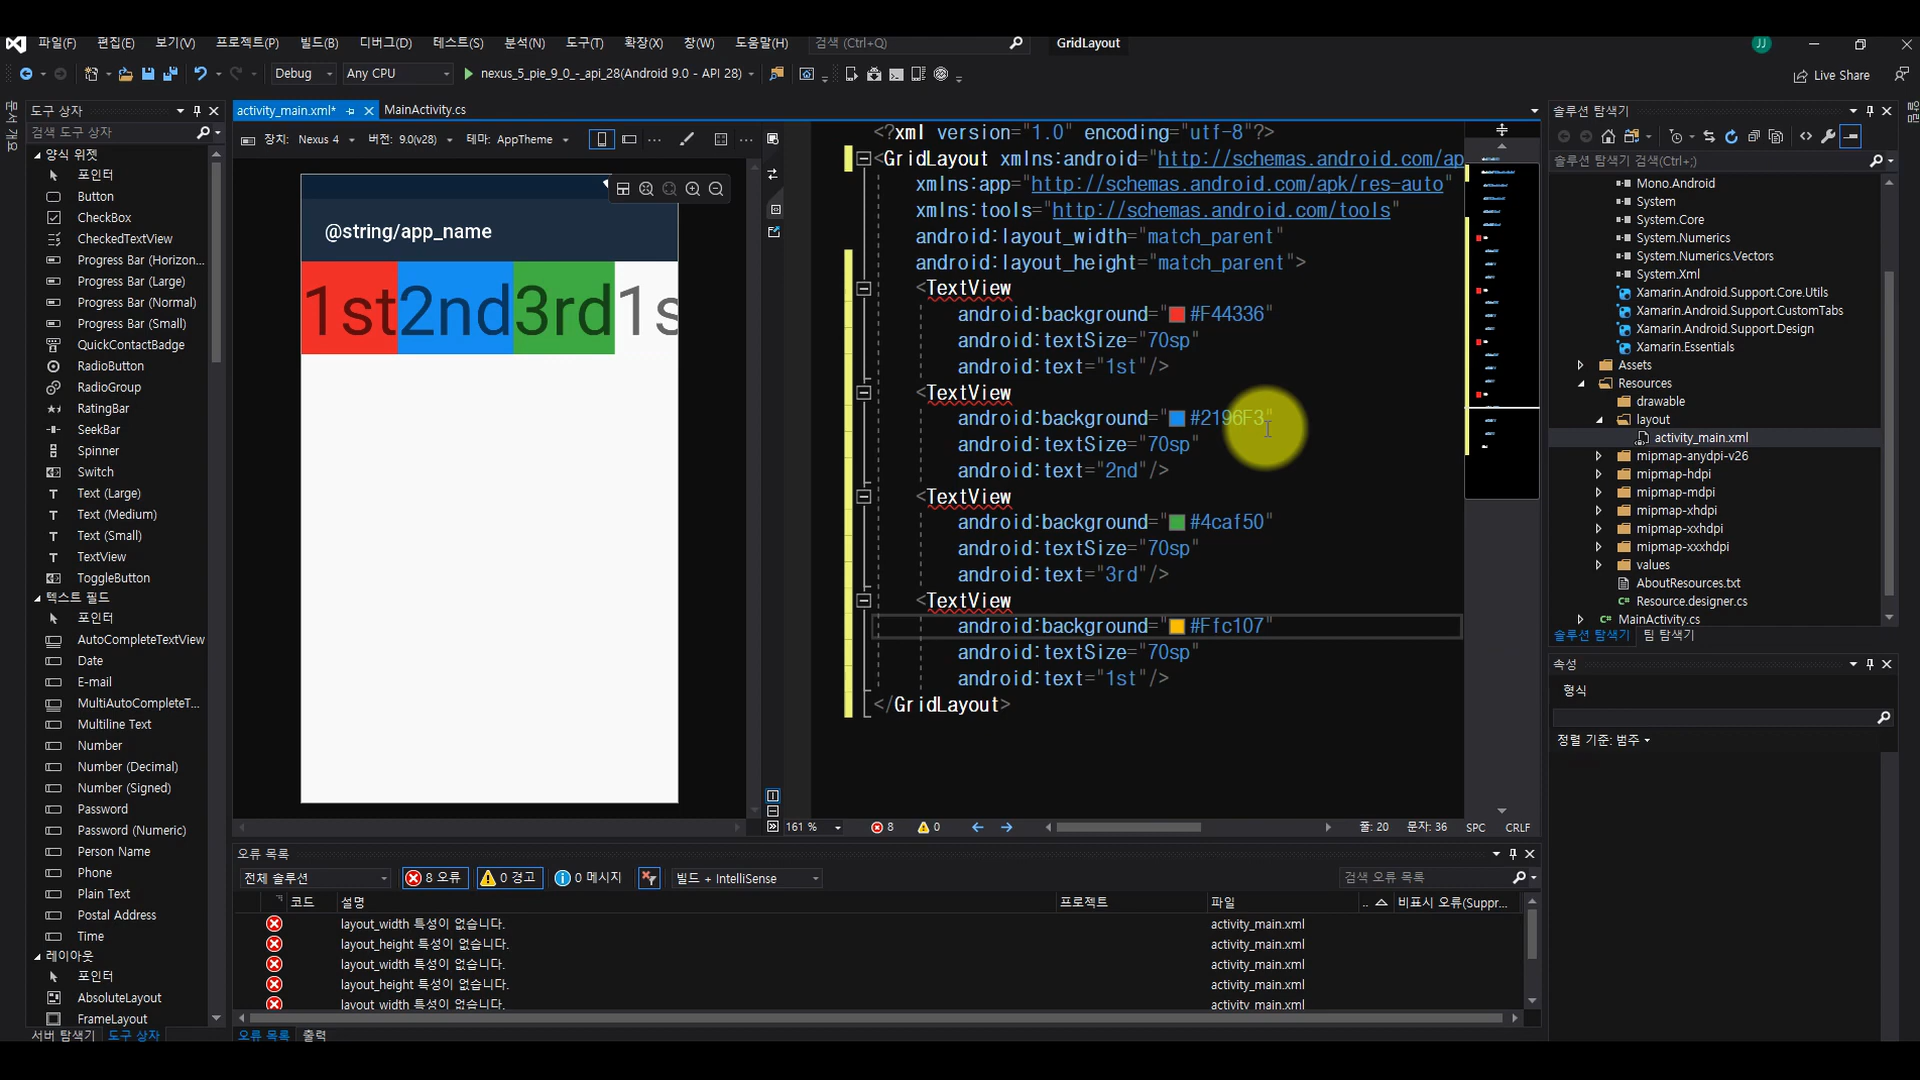 파일(F) 편집(E) 보기(V) 프로젝트(P) 빌드(B) 디버그(D) 테스트(S) 분석(N) 도구(T) 확장(X) 창(W) 도움말(H) 검색 (Ctrl+Q) GridLayout JJ
Debug Any CPU nexus_5_pie_9_0_-_api_28(Android 9.0 - API 28) Live Share
도구 상자
검색 도구 상자
양식 위젯
포인터
Button
CheckBox
CheckedTextView
Progress Bar (Horizon...
Progress Bar (Large)
Progress Bar (Normal)
Progress Bar (Small)
QuickContactBadge
RadioButton
RadioGroup
RatingBar
SeekBar
Spinner
Switch
Text (Large)
Text (Medium)
Text (Small)
TextView
ToggleButton
텍스트 필드
포인터
AutoCompleteTextView
Date
E-mail
MultiAutoCompleteT...
Multiline Text
Number
Number (Decimal)
Number (Signed)
Password
Password (Numeric)
Person Name
Phone
Plain Text
Postal Address
Time
레이아웃
포인터
AbsoluteLayout
FrameLayout
서버 탐색기 도구 상자
activity_main.xml* MainActivity.cs
장치: Nexus 4 버전: 9.0(v28) 테마: AppTheme
@string/app_name
1st2nd3rd1s
<?xml version="1.0" encoding="utf-8"?>
<GridLayout xmlns:android="http://schemas.android.com/ap
xmlns:app="http://schemas.android.com/apk/res-auto"
xmlns:tools="http://schemas.android.com/tools"
android:layout_width="match_parent"
android:layout_height="match_parent">
<TextView
android:background="#F44336"
android:textSize="70sp"
android:text="1st"/>
<TextView
android:background="#2196F3"
android:textSize="70sp"
android:text="2nd"/>
<TextView
android:background="#4caf50"
android:textSize="70sp"
android:text="3rd"/>
<TextView
android:background="#Ffc107"
android:textSize="70sp"
android:text="1st"/>
</GridLayout>
161 % 8 0 줄: 20 문자: 36 SPC CRLF
오류 목록
전체 솔루션 8 오류 0 경고 0 메시지 빌드 + IntelliSense 검색 오류 목록
코드 설명 프로젝트 파일 .. 비표시 오류(Suppr...
layout_width 특성이 없습니다. activity_main.xml
layout_height 특성이 없습니다. activity_main.xml
layout_width 특성이 없습니다. activity_main.xml
layout_height 특성이 없습니다. activity_main.xml
layout_width 특성이 없습니다. activity_main.xml
오류 목록 출력
솔루션 탐색기
솔루션 탐색기 검색(Ctrl+;)
Mono.Android
System
System.Core
System.Numerics
System.Numerics.Vectors
System.Xml
Xamarin.Android.Support.Core.Utils
Xamarin.Android.Support.CustomTabs
Xamarin.Android.Support.Design
Xamarin.Essentials
Assets
Resources
drawable
layout
activity_main.xml
mipmap-anydpi-v26
mipmap-hdpi
mipmap-mdpi
mipmap-xhdpi
mipmap-xxhdpi
mipmap-xxxhdpi
values
AboutResources.txt
Resource.designer.cs
MainActivity.cs
솔루션 탐색기 팀 탐색기
속성
형식
정렬 기준: 범주